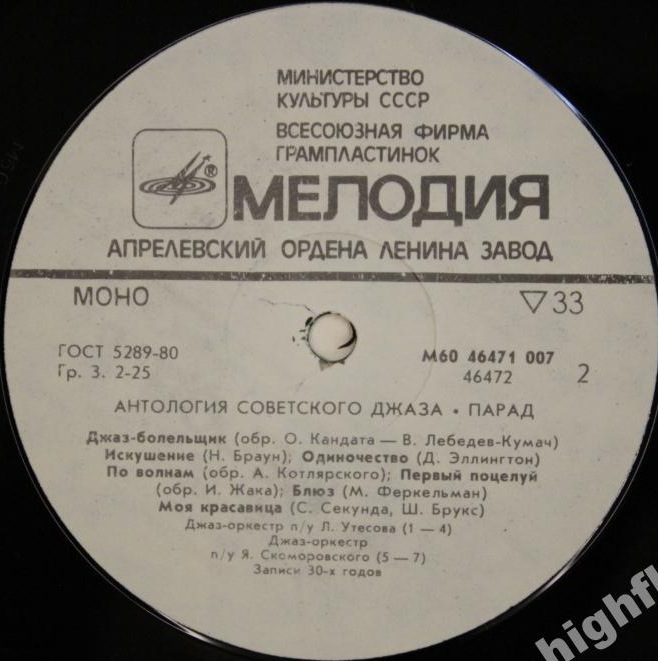 МИНИСТЕРСТВО
КУЛЬТУРЫ СССР
ВСЕСОЮЗНАЯ ФИРМА
ГРАМПЛАСТИНОК
®
МЕЛОДИЯ
АПРЕЛЕВСКИЙ ОРДЕНА ЛЕНИНА ЗАВОД
МОНО ▽33
ГОСТ 5289-80 М60 46471 007
Гр. 3. 2-25 46472 2
АНТОЛОГИЯ СОВЕТСКОГО ДЖАЗА • ПАРАД
Джаз-болельщик (обр. О. Кандата — В. Лебедев-Кумач)
Искушение (Н. Браун); Одиночество (Д. Эллингтон);
По волнам (обр. А. Котлярского); Первый поцелуй
(обр. И. Жака); Блюз (М. Феркельман);
Моя красавица (С. Секунда, Ш. Брукс)
Джаз-оркестр п/у Л. Утесова (1 — 4)
Джаз-оркестр
п/у Я. Скоморовского (5 — 7)
Записи 30-х годов
highfl